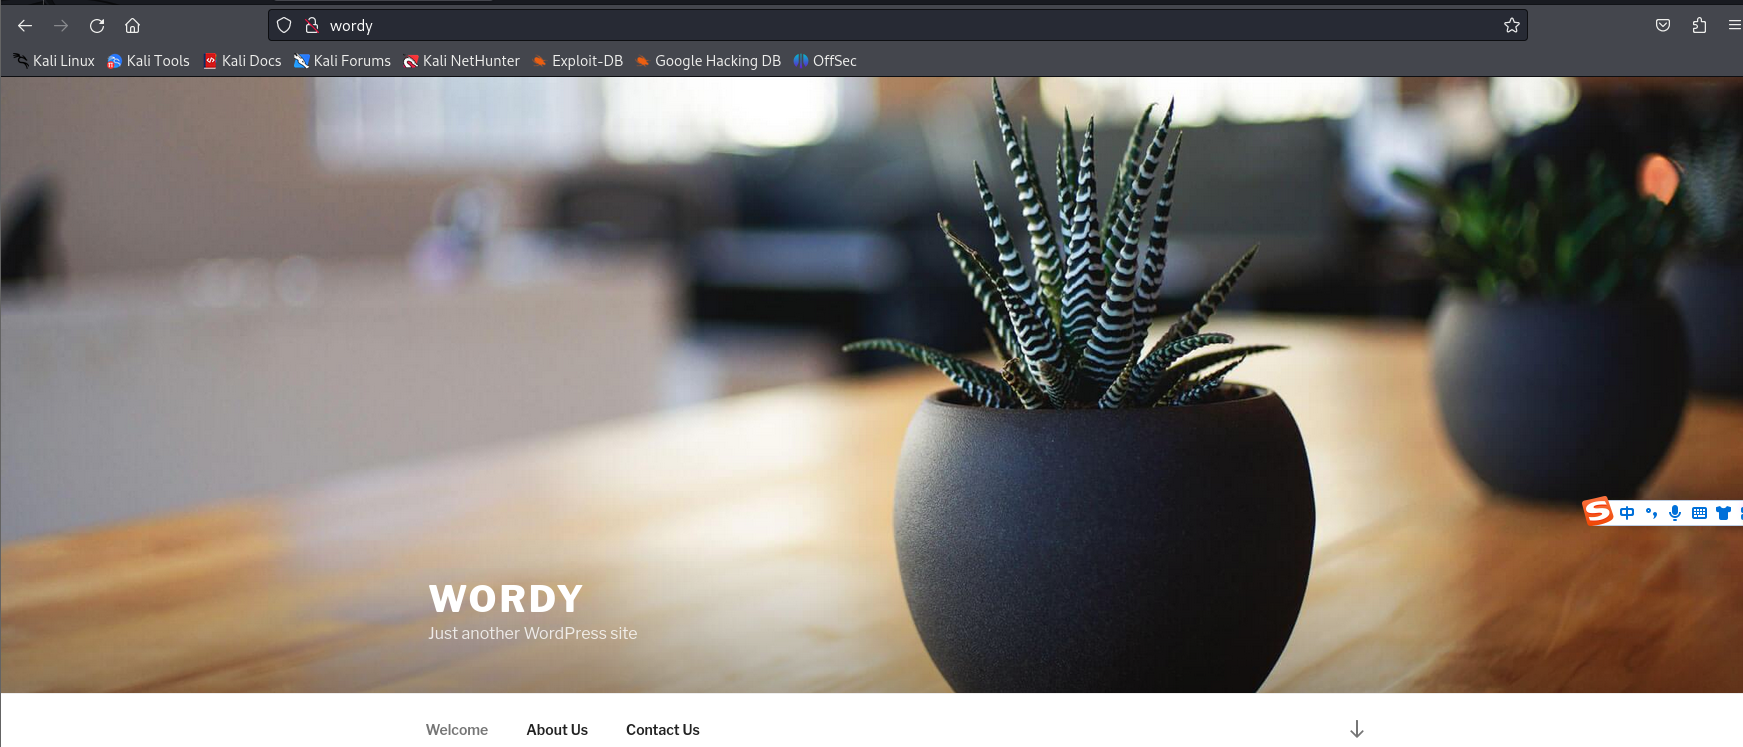 wordy
Kali Linux Kali Tools Kali Docs Kali Forums Kali NetHunter Exploit-DB Google Hacking DB OffSec
中
WORDY
Just another WordPress site
Welcome About Us Contact Us